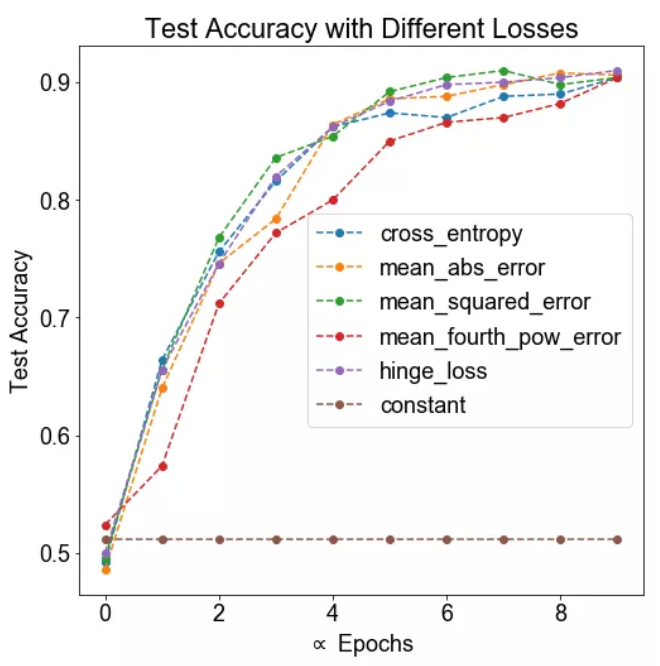 Test Accuracy with Different Losses
0.9
0.8
0.7
0.6
0.5
Test Accuracy
cross_entropy
mean_abs_error
mean_squared_error
mean_fourth_pow_error
hinge_loss
constant
0 2 4 6 8
∝ Epochs